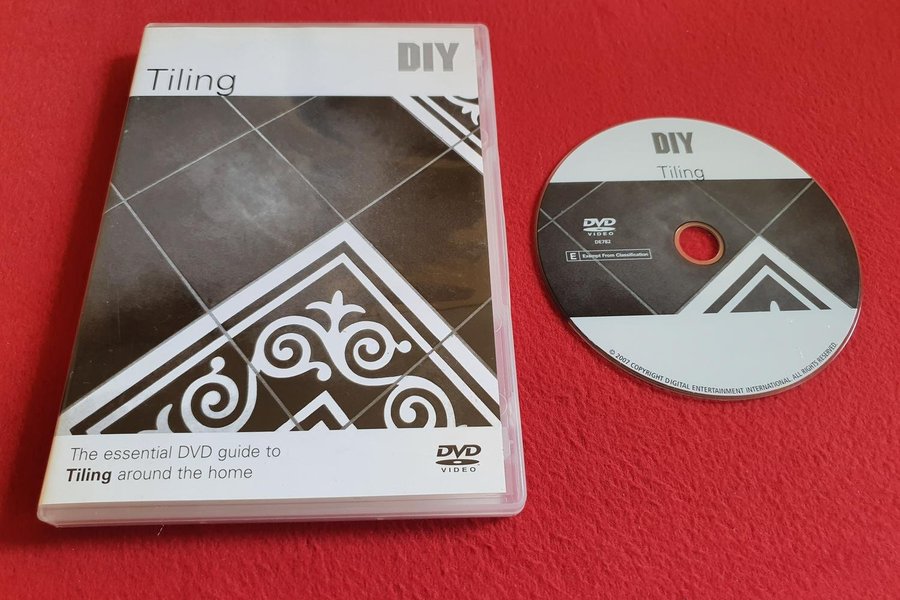 DIY
Tiling
The essential DVD guide to
Tiling around the home
DVD
VIDEO
DIY
Tiling
DVD
VIDEO
DE782
E Exempt From Classification
© 2007 COPYRIGHT DIGITAL ENTERTAINMENT INTERNATIONAL ALL RIGHTS RESERVED.